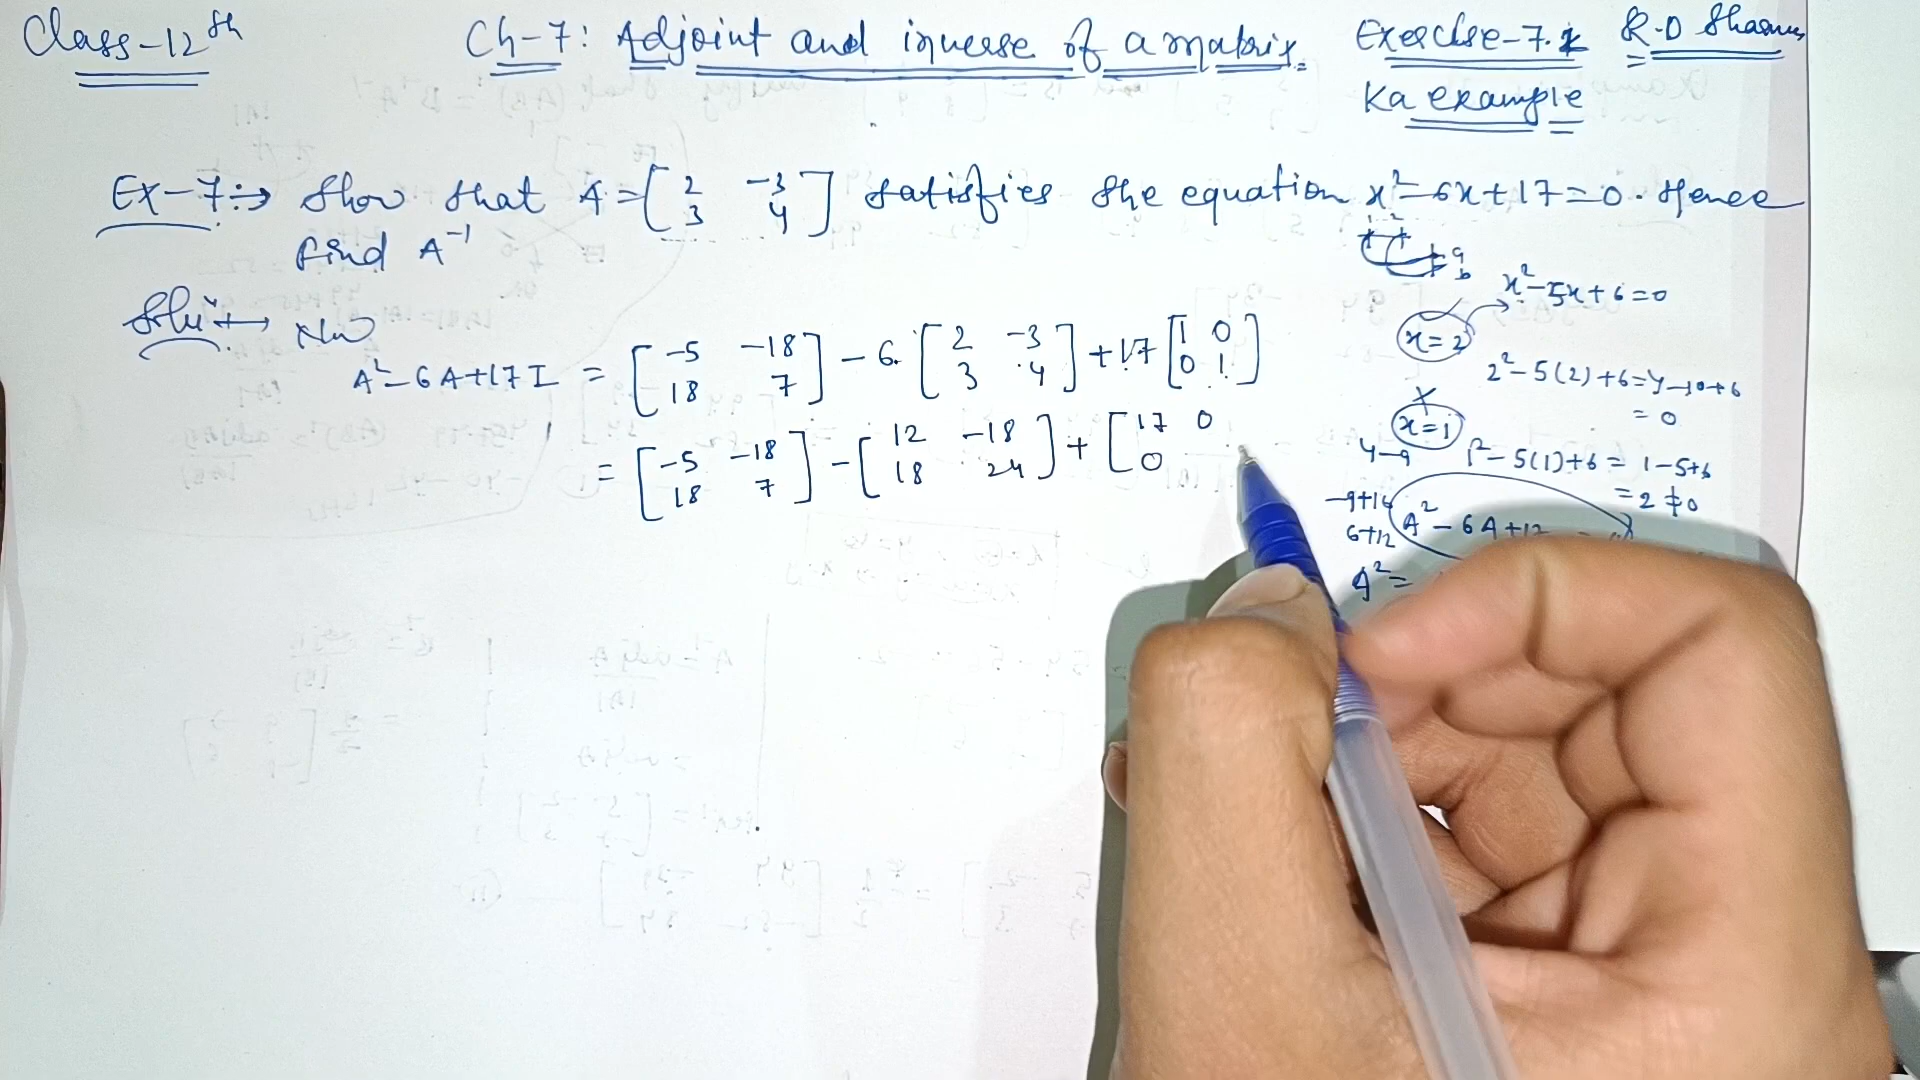 Class-12th Ch-7: Adjoint and inverse of a matrix. Exercise-7.1 R.D Sharma
Ka example
Ex-7:→ Show that A = [2 -3
3 4] satisfies the equation x²-6x+17=0. Hence
find A⁻¹
x²-5x+6=0
x=2
2²-5(2)+6=4-10+6
= 0
x=1
1²-5(1)+6 = 1-5+6
= 2 ≠ 0
4-9
-9+16
6+12
A²-6A+17
A² =
A²-6A+17I = [-5 -18
18 7] - 6. [2 -3
3 4] + 17 [1 0
0 1]
= [-5 -18
18 7] - [12 -18
18 24] + [17 0
0